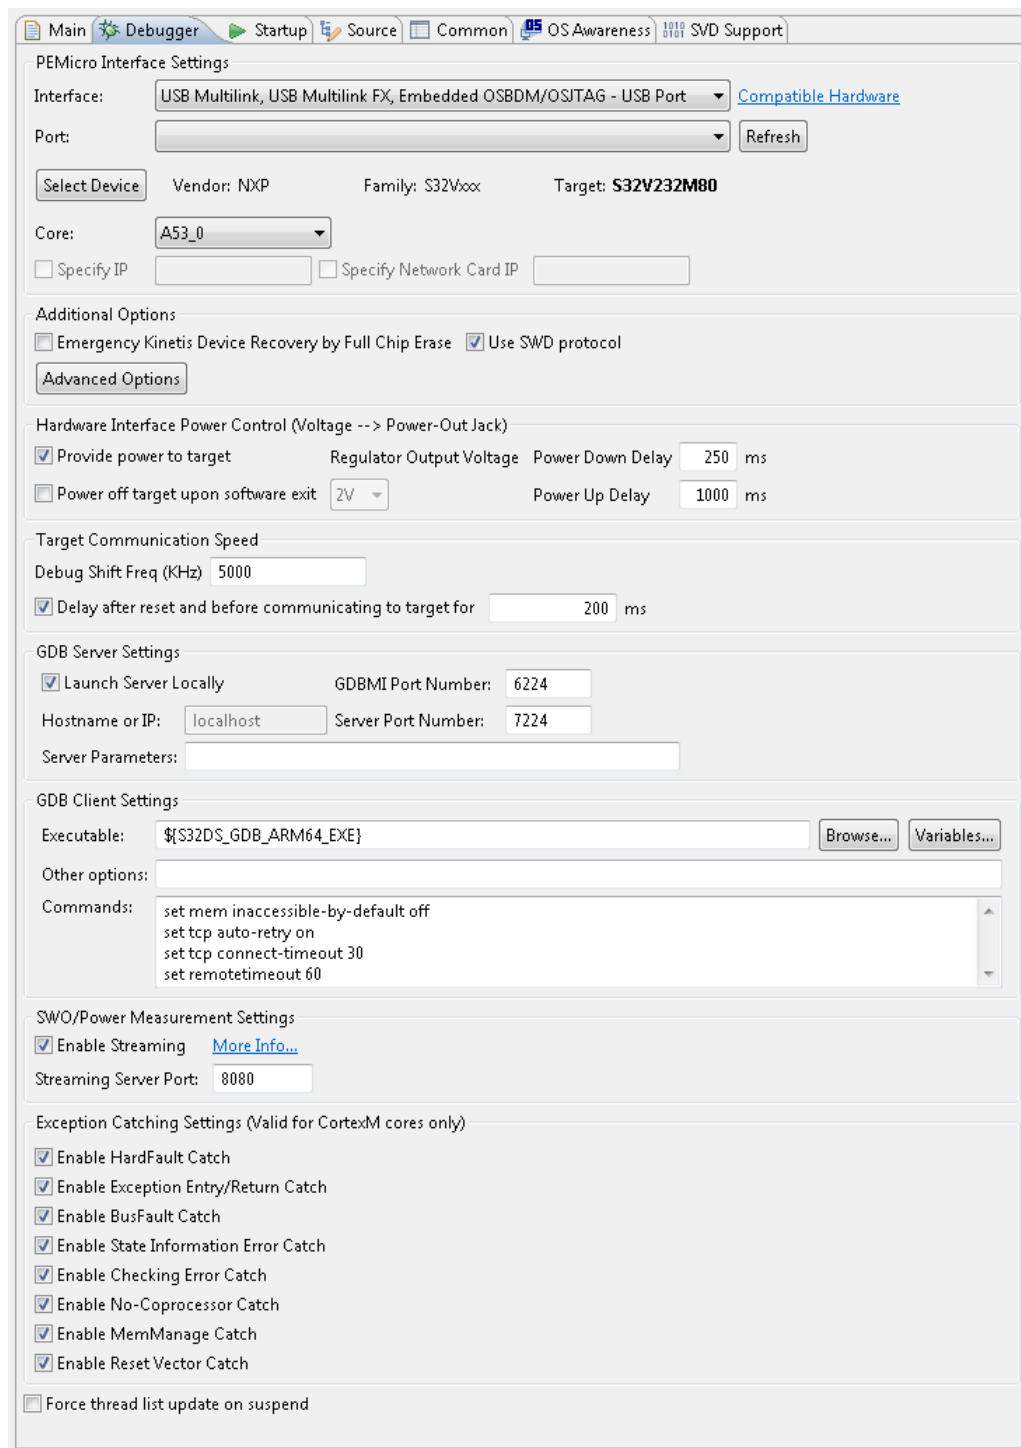 Main Debugger Startup Source Common OS Awareness SVD Support
PEMicro Interface Settings
Interface: USB Multilink, USB Multilink FX, Embedded OSBDM/OSJTAG - USB Port Compatible Hardware
Port: Refresh
Select Device Vendor: NXP Family: S32Vxxx Target: S32V232M80
Core: A53_0
Specify IP Specify Network Card IP
Additional Options
Emergency Kinetis Device Recovery by Full Chip Erase Use SWD protocol
Advanced Options
Hardware Interface Power Control (Voltage --> Power-Out Jack)
Provide power to target Regulator Output Voltage Power Down Delay 250 ms
Power off target upon software exit 2V Power Up Delay 1000 ms
Target Communication Speed
Debug Shift Freq (KHz) 5000
Delay after reset and before communicating to target for 200 ms
GDB Server Settings
Launch Server Locally GDBMI Port Number: 6224
Hostname or IP: localhost Server Port Number: 7224
Server Parameters:
GDB Client Settings
Executable: ${S32DS_GDB_ARM64_EXE} Browse... Variables...
Other options:
Commands: set mem inaccessible-by-default off
set tcp auto-retry on
set tcp connect-timeout 30
set remotetimeout 60
SWO/Power Measurement Settings
Enable Streaming More Info...
Streaming Server Port: 8080
Exception Catching Settings (Valid for CortexM cores only)
Enable HardFault Catch
Enable Exception Entry/Return Catch
Enable BusFault Catch
Enable State Information Error Catch
Enable Checking Error Catch
Enable No-Coprocessor Catch
Enable MemManage Catch
Enable Reset Vector Catch
Force thread list update on suspend